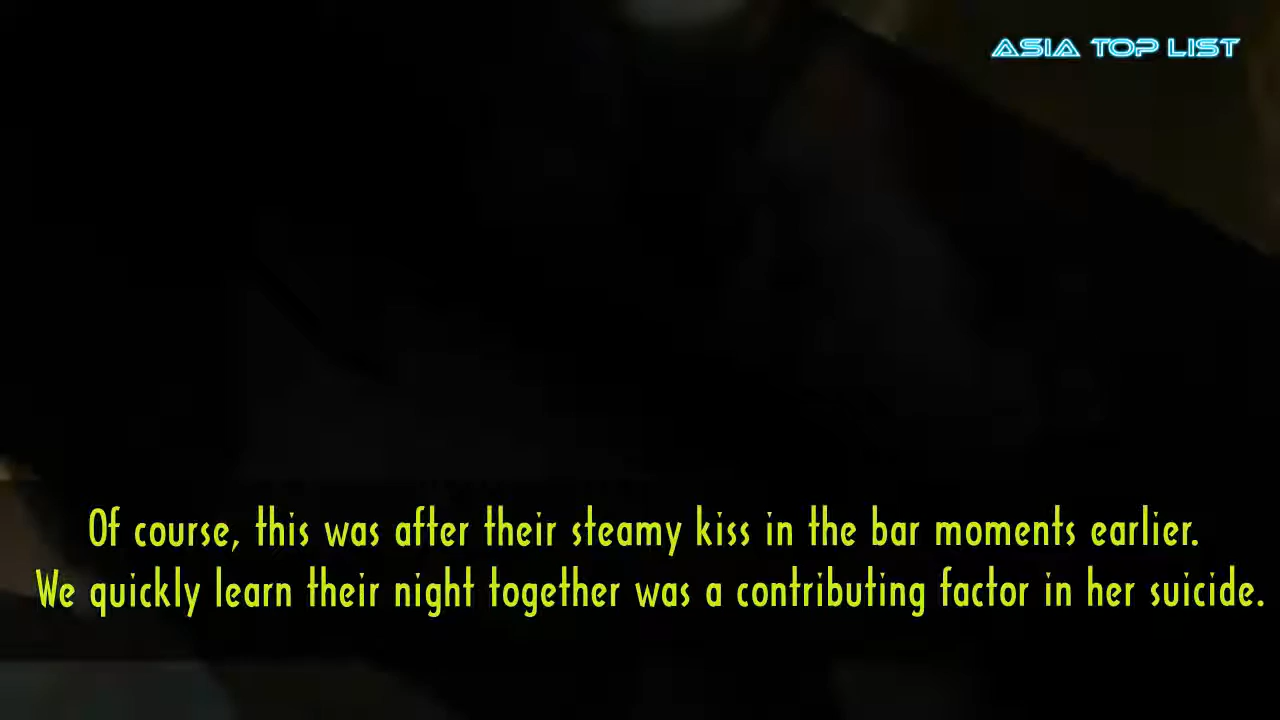 ASIA TOP LIST
Of course, this was after their steamy kiss in the bar moments earlier.
We quickly learn their night together was a contributing factor in her suicide.